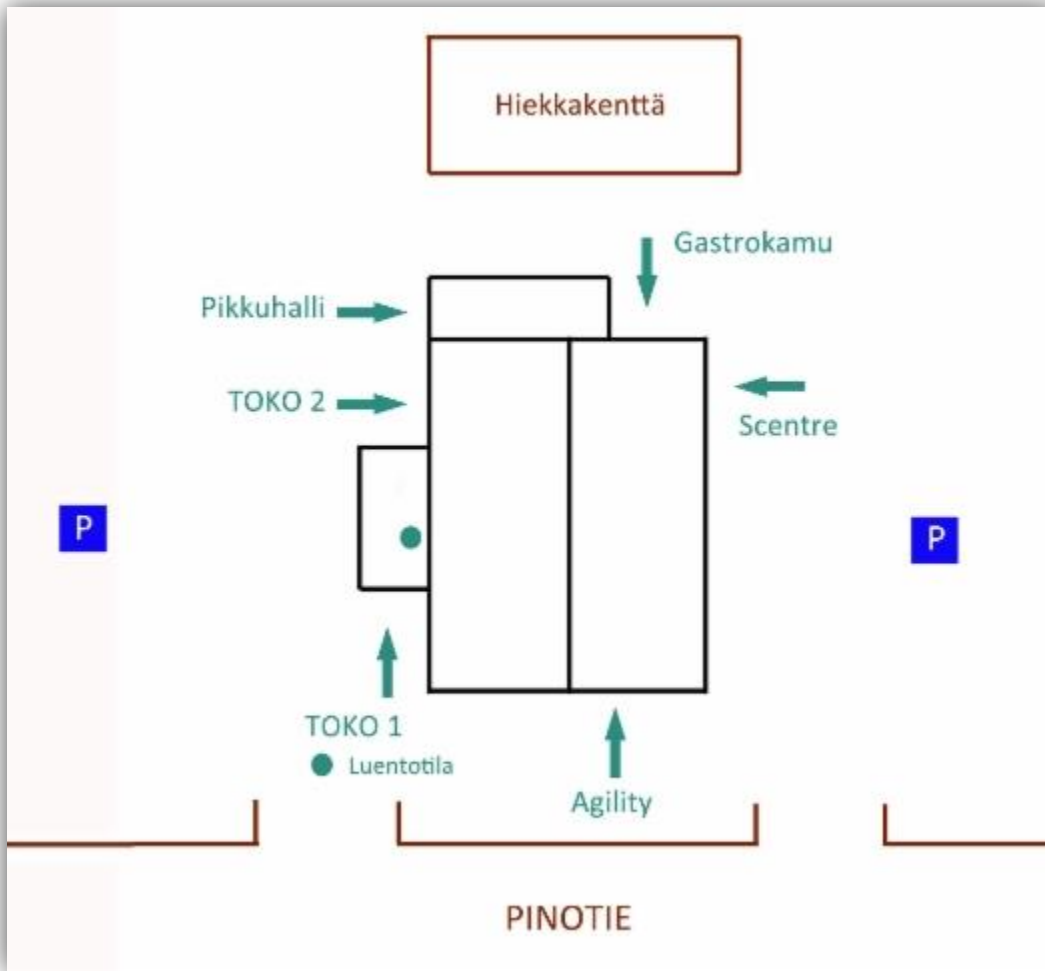 Hiekkakenttä
Gastrokamu
Pikkuhalli
TOKO 2
Scentre
P
P
TOKO 1
Luentotila
Agility
PINOTIE